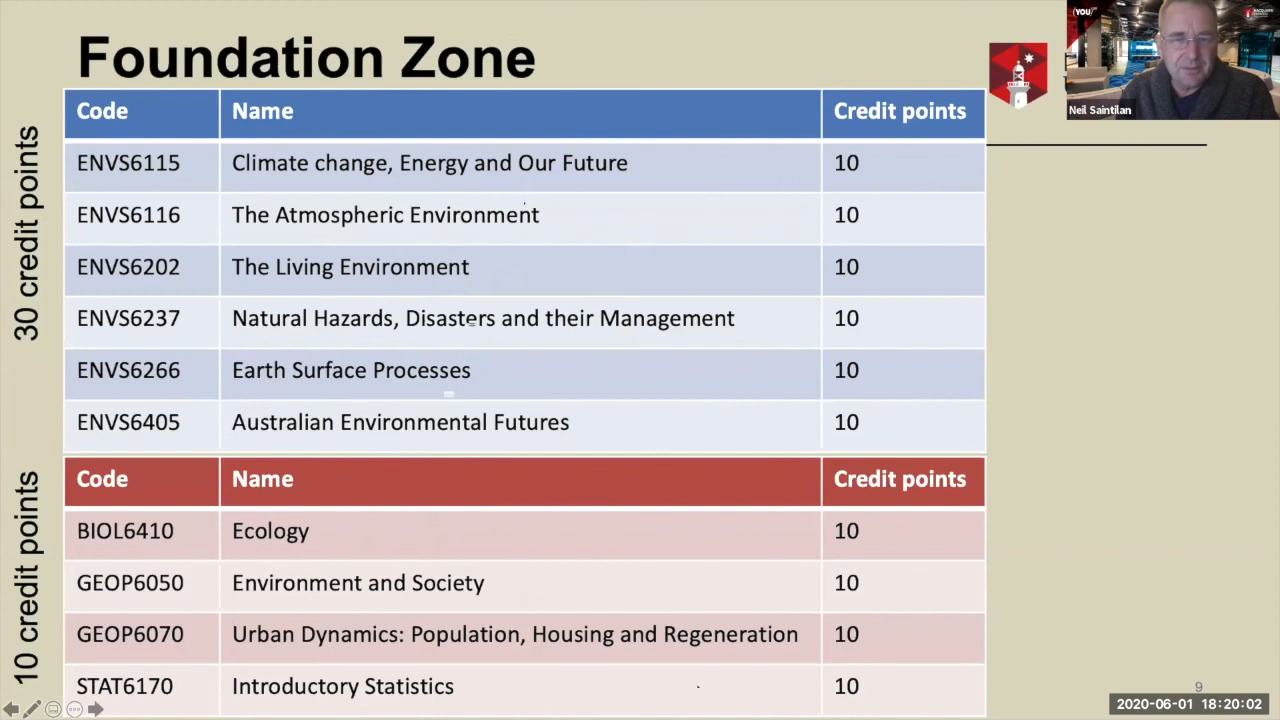 Foundation Zone
(YOU)
Neil Saintilan
30 credit points
Code Name Credit points
ENVS6115 Climate change, Energy and Our Future 10
ENVS6116 The Atmospheric Environment 10
ENVS6202 The Living Environment 10
ENVS6237 Natural Hazards, Disasters and their Management 10
ENVS6266 Earth Surface Processes 10
ENVS6405 Australian Environmental Futures 10
10 credit points
Code Name Credit points
BIOL6410 Ecology 10
GEOP6050 Environment and Society 10
GEOP6070 Urban Dynamics: Population, Housing and Regeneration 10
STAT6170 Introductory Statistics 10
9
2020-06-01 18:20:02